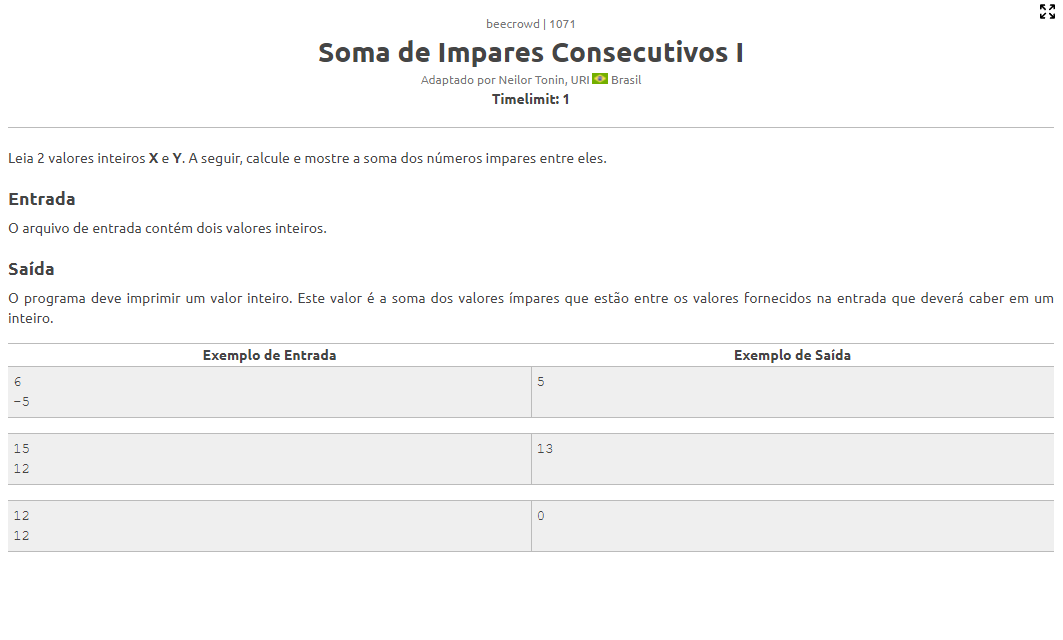 beecrowd | 1071
Soma de Impares Consecutivos I
Adaptado por Neilor Tonin, URI Brasil
Timelimit: 1
Leia 2 valores inteiros X e Y. A seguir, calcule e mostre a soma dos números impares entre eles.
Entrada
O arquivo de entrada contém dois valores inteiros.
Saída
O programa deve imprimir um valor inteiro. Este valor é a soma dos valores ímpares que estão entre os valores fornecidos na entrada que deverá caber em um
inteiro.
Exemplo de Entrada Exemplo de Saída
6 5
-5
15 13
12
12 0
12